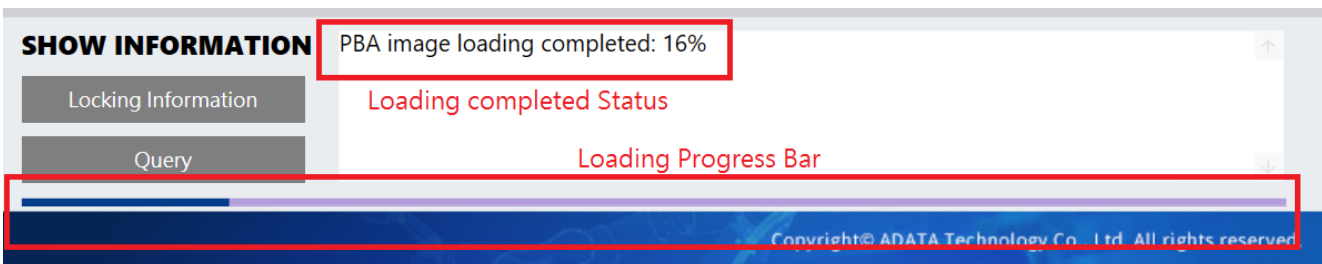 SHOW INFORMATION
PBA image loading completed: 16%
Locking Information
Loading completed Status
Query
Loading Progress Bar
Copyright© ADATA Technology Co., Ltd. All rights reserved.